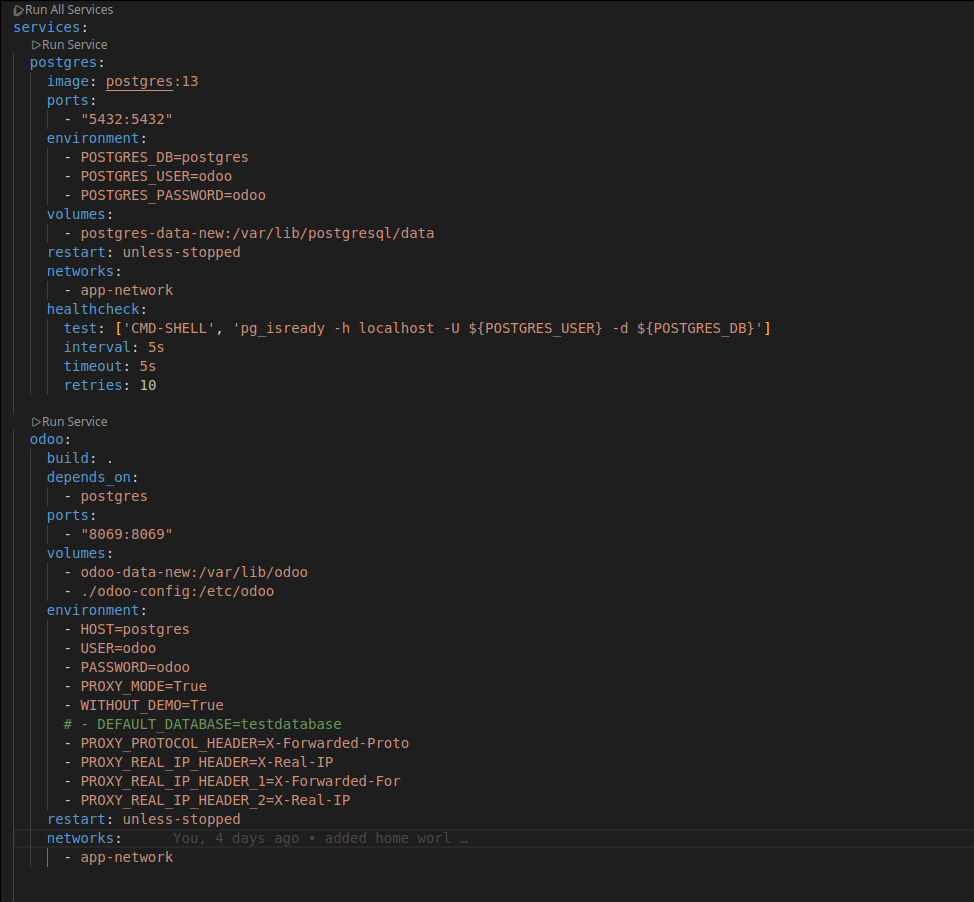 Run All Services
services:
Run Service
postgres:
image: postgres:13
ports:
- "5432:5432"
environment:
- POSTGRES_DB=postgres
- POSTGRES_USER=odoo
- POSTGRES_PASSWORD=odoo
volumes:
- postgres-data-new:/var/lib/postgresql/data
restart: unless-stopped
networks:
- app-network
healthcheck:
test: ['CMD-SHELL', 'pg_isready -h localhost -U ${POSTGRES_USER} -d ${POSTGRES_DB}']
interval: 5s
timeout: 5s
retries: 10
Run Service
odoo:
build: .
depends_on:
- postgres
ports:
- "8069:8069"
volumes:
- odoo-data-new:/var/lib/odoo
- ./odoo-config:/etc/odoo
environment:
- HOST=postgres
- USER=odoo
- PASSWORD=odoo
- PROXY_MODE=True
- WITHOUT_DEMO=True
# - DEFAULT_DATABASE=testdatabase
- PROXY_PROTOCOL_HEADER=X-Forwarded-Proto
- PROXY_REAL_IP_HEADER=X-Real-IP
- PROXY_REAL_IP_HEADER_1=X-Forwarded-For
- PROXY_REAL_IP_HEADER_2=X-Real-IP
restart: unless-stopped
networks: You, 4 days ago • added home worl …
- app-network